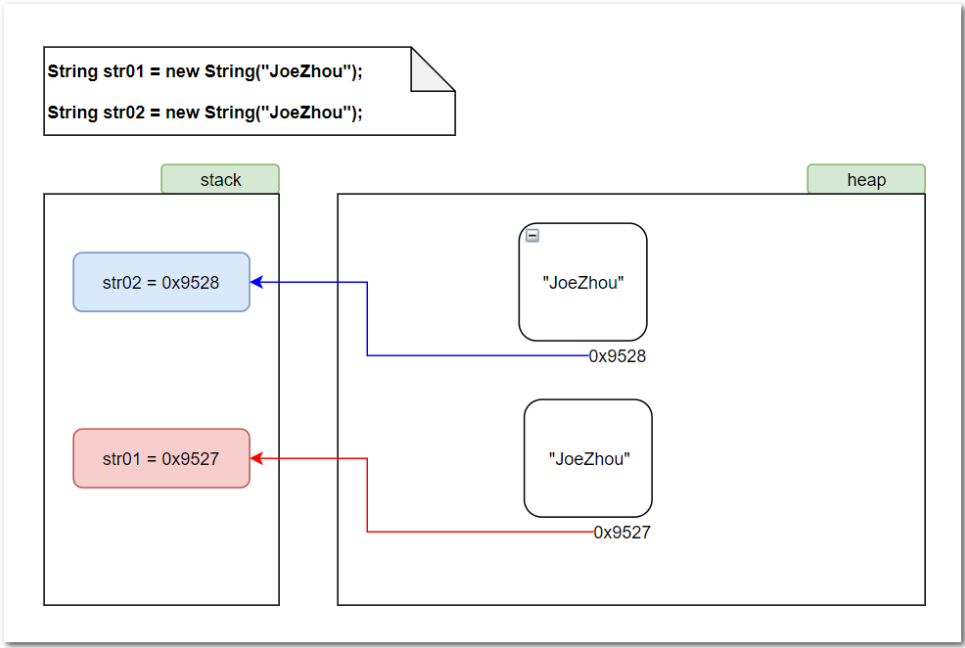 String str01 = new String("JoeZhou");
String str02 = new String("JoeZhou");
stack
heap
str02 = 0x9528
"JoeZhou"
0x9528
str01 = 0x9527
"JoeZhou"
0x9527